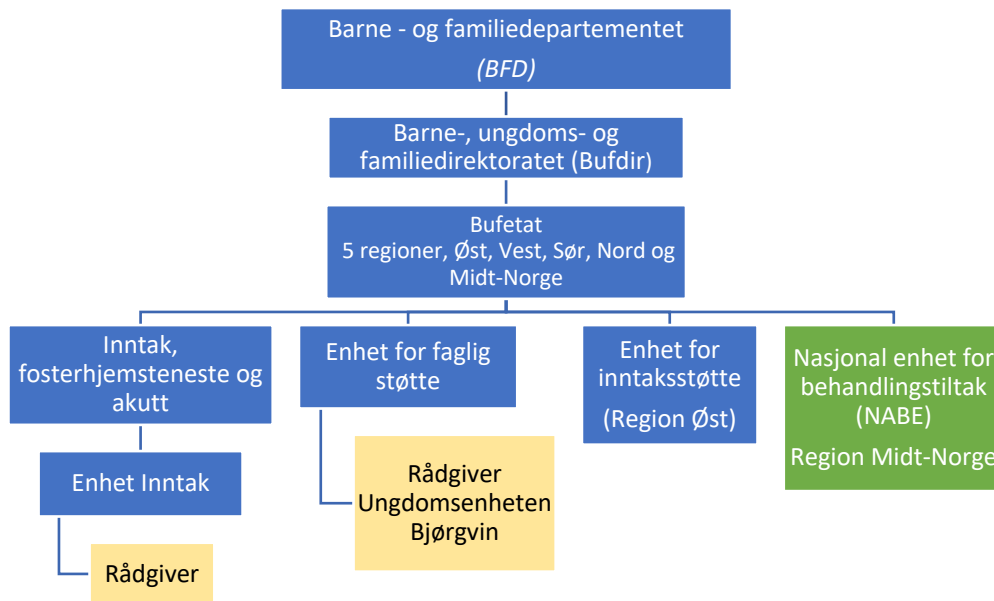 Barne - og familiedepartementet
(BFD)
Barne-, ungdoms- og
familiedirektoratet (Bufdir)
Bufetat
5 regioner, Øst, Vest, Sør, Nord og
Midt-Norge
Inntak,
fosterhjemsteneste og
akutt
Enhet for faglig
støtte
Enhet for
inntaksstøtte
(Region Øst)
Nasjonal enhet for
behandlingstiltak
(NABE)
Region Midt-Norge
Enhet Inntak
Rådgiver
Ungdomsenheten
Bjørgvin
Rådgiver